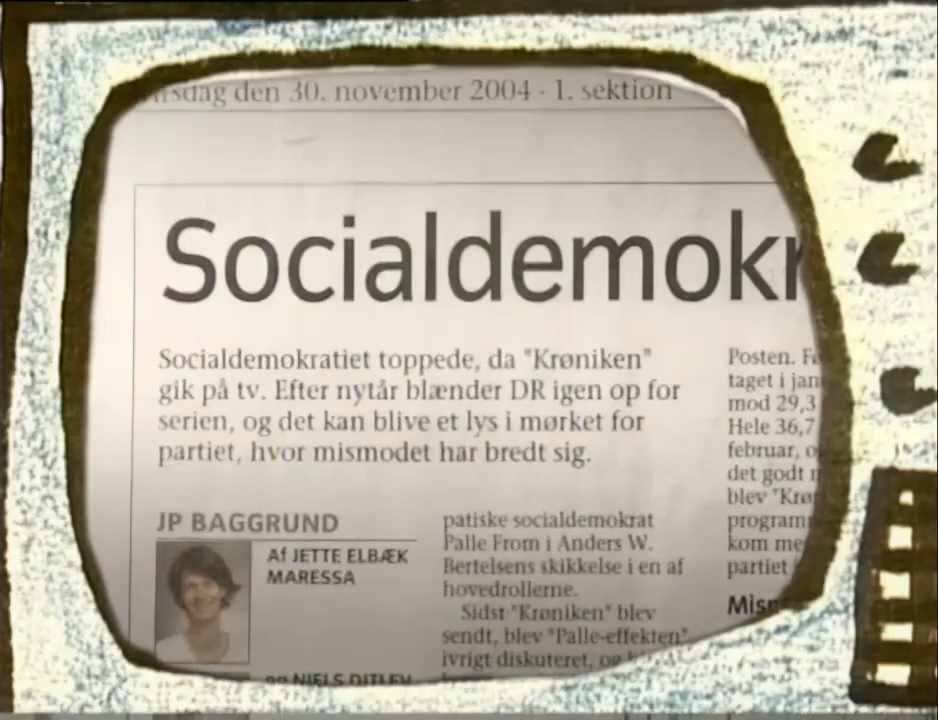 den 30. november 2004 · 1. sektion
Socialdemokr
Socialdemokratiet toppede, da "Krøniken"
gik på tv. Efter nytår blænder DR igen op for
serien, og det kan blive et lys i mørket for
partiet, hvor mismodet har bredt sig.
JP BAGGRUND
Af JETTE ELBÆK
MARESSA
og NIELS DITLEV
patiske socialdemokrat
Palle From i Anders W.
Bertelsens skikkelse i en af
hovedrollerne.
Sidst "Krøniken" blev
sendt, blev "Palle-effekten"
ivrigt diskuteret, og
Posten.
taget i jan
mod 29,3
Hele 36,7
februar,
det godt
blev "Krø
program
kom me
partiet